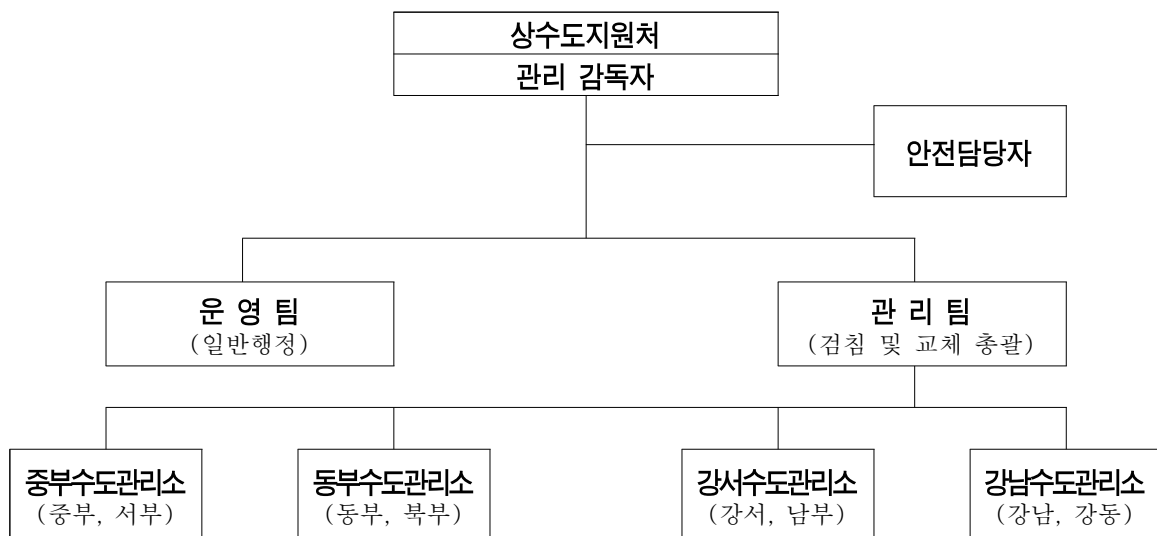 상수도지원처
관리 감독자
안전담당자
운 영 팀
(일반행정)
관 리 팀
(검침 및 교체 총괄)
중부수도관리소
(중부, 서부)
동부수도관리소
(동부, 북부)
강서수도관리소
(강서, 남부)
강남수도관리소
(강남, 강동)